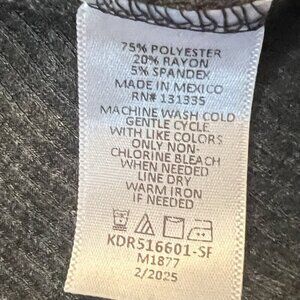 75% POLYESTER
20% RAYON
5% SPANDEX
MADE IN MEXICO
RN# 131335
MACHINE WASH COLD
GENTLE CYCLE
WITH LIKE COLORS
ONLY NON-
CHLORINE BLEACH
WHEN NEEDED
LINE DRY
WARM IRON
IF NEEDED
KDR516601-SF
M1877
2/2025